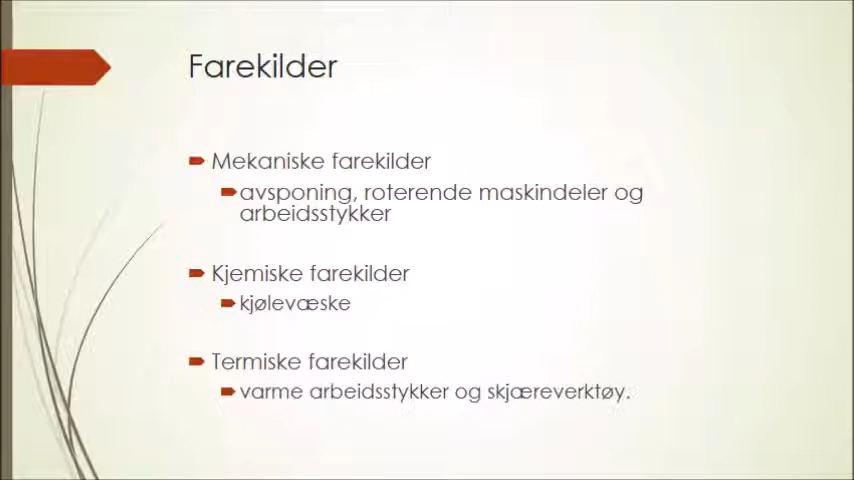 Farekilder
Mekaniske farekilder
avsponing, roterende maskindeler og
arbeidsstykker
Kjemiske farekilder
kjølevæske
Termiske farekilder
varme arbeidsstykker og skjæreverktøy.